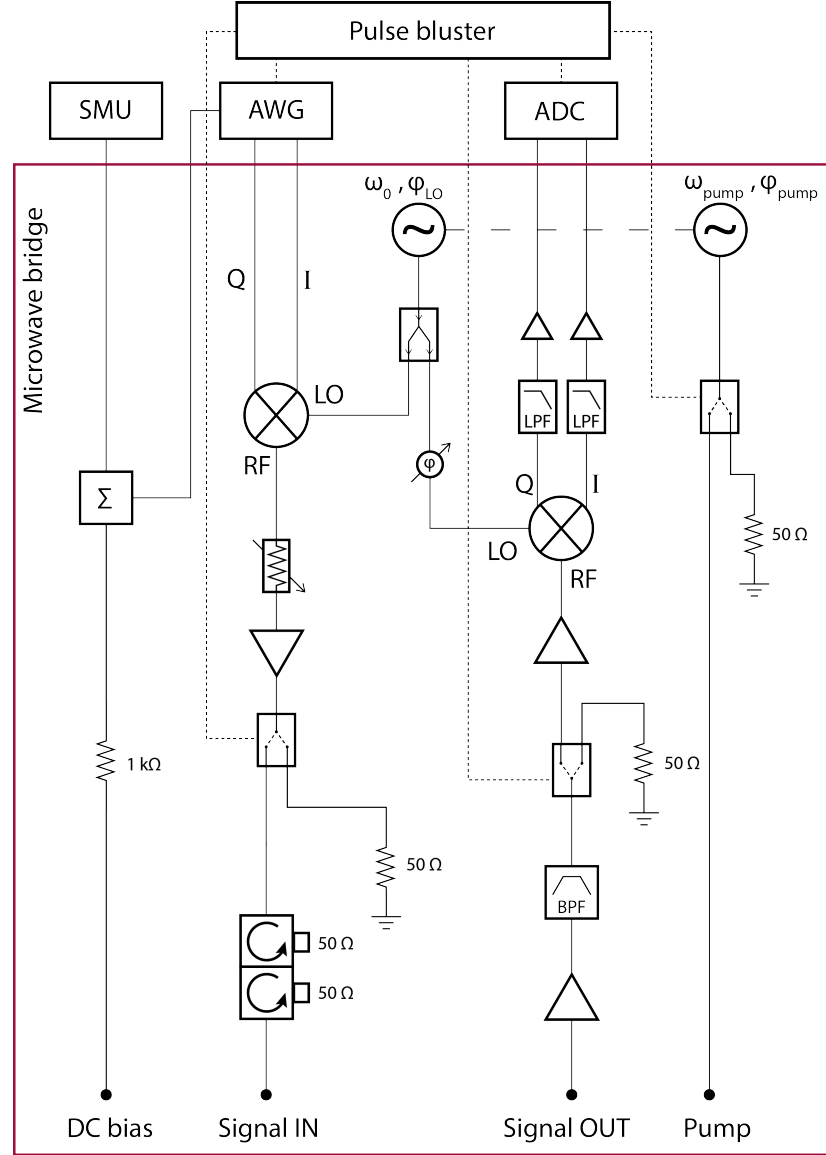 Pulse bluster
SMU
AWG
ADC
Microwave bridge
ω0 , φLO
ωpump , φpump
~
~
Q
I
LO
RF
LPF
LPF
φ
Q
I
LO
RF
Σ
50 Ω
1 kΩ
50 Ω
50 Ω
BPF
50 Ω
50 Ω
DC bias
Signal IN
Signal OUT
Pump